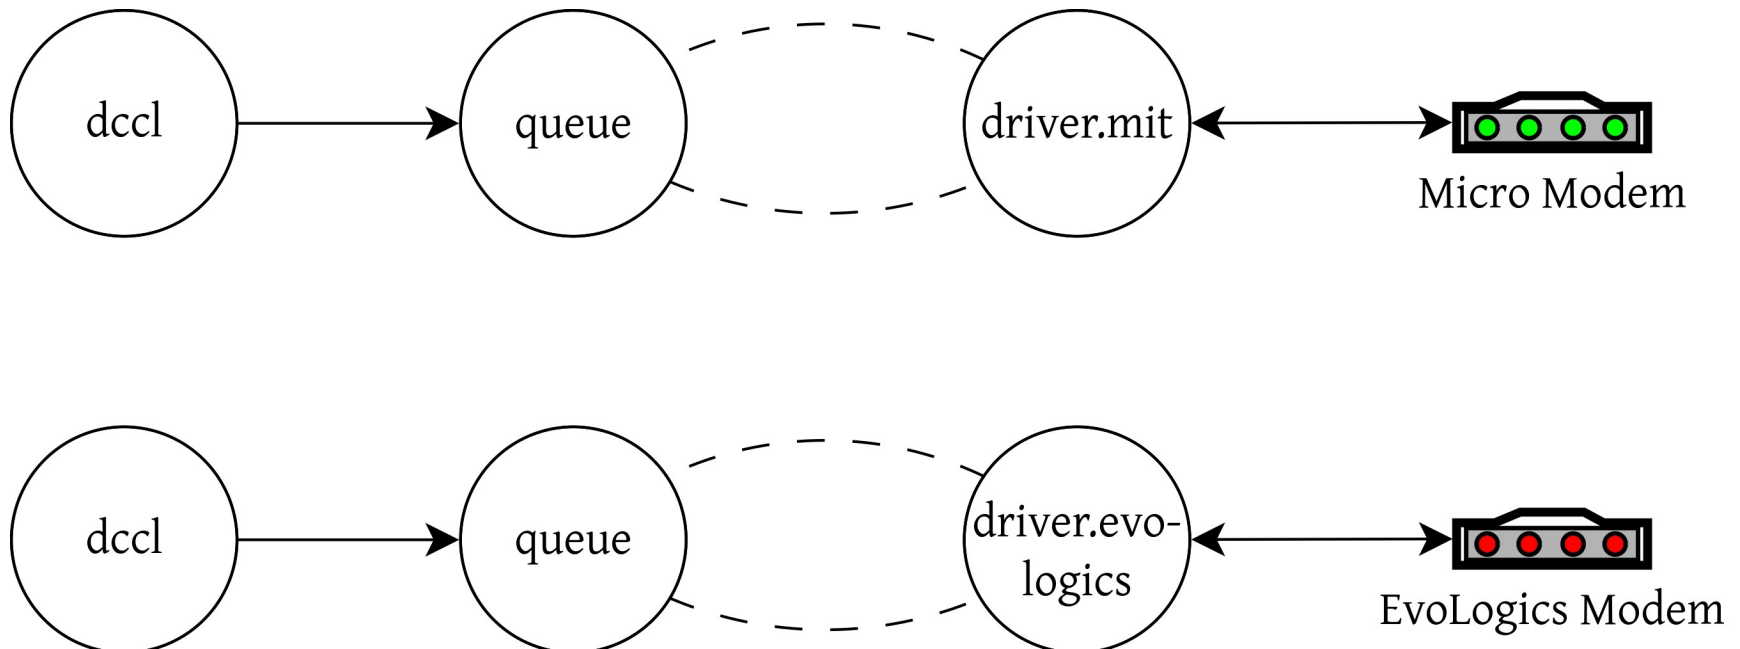 dccl
queue
driver.mit
Micro Modem
dccl
queue
driver.evo-
logics
EvoLogics Modem